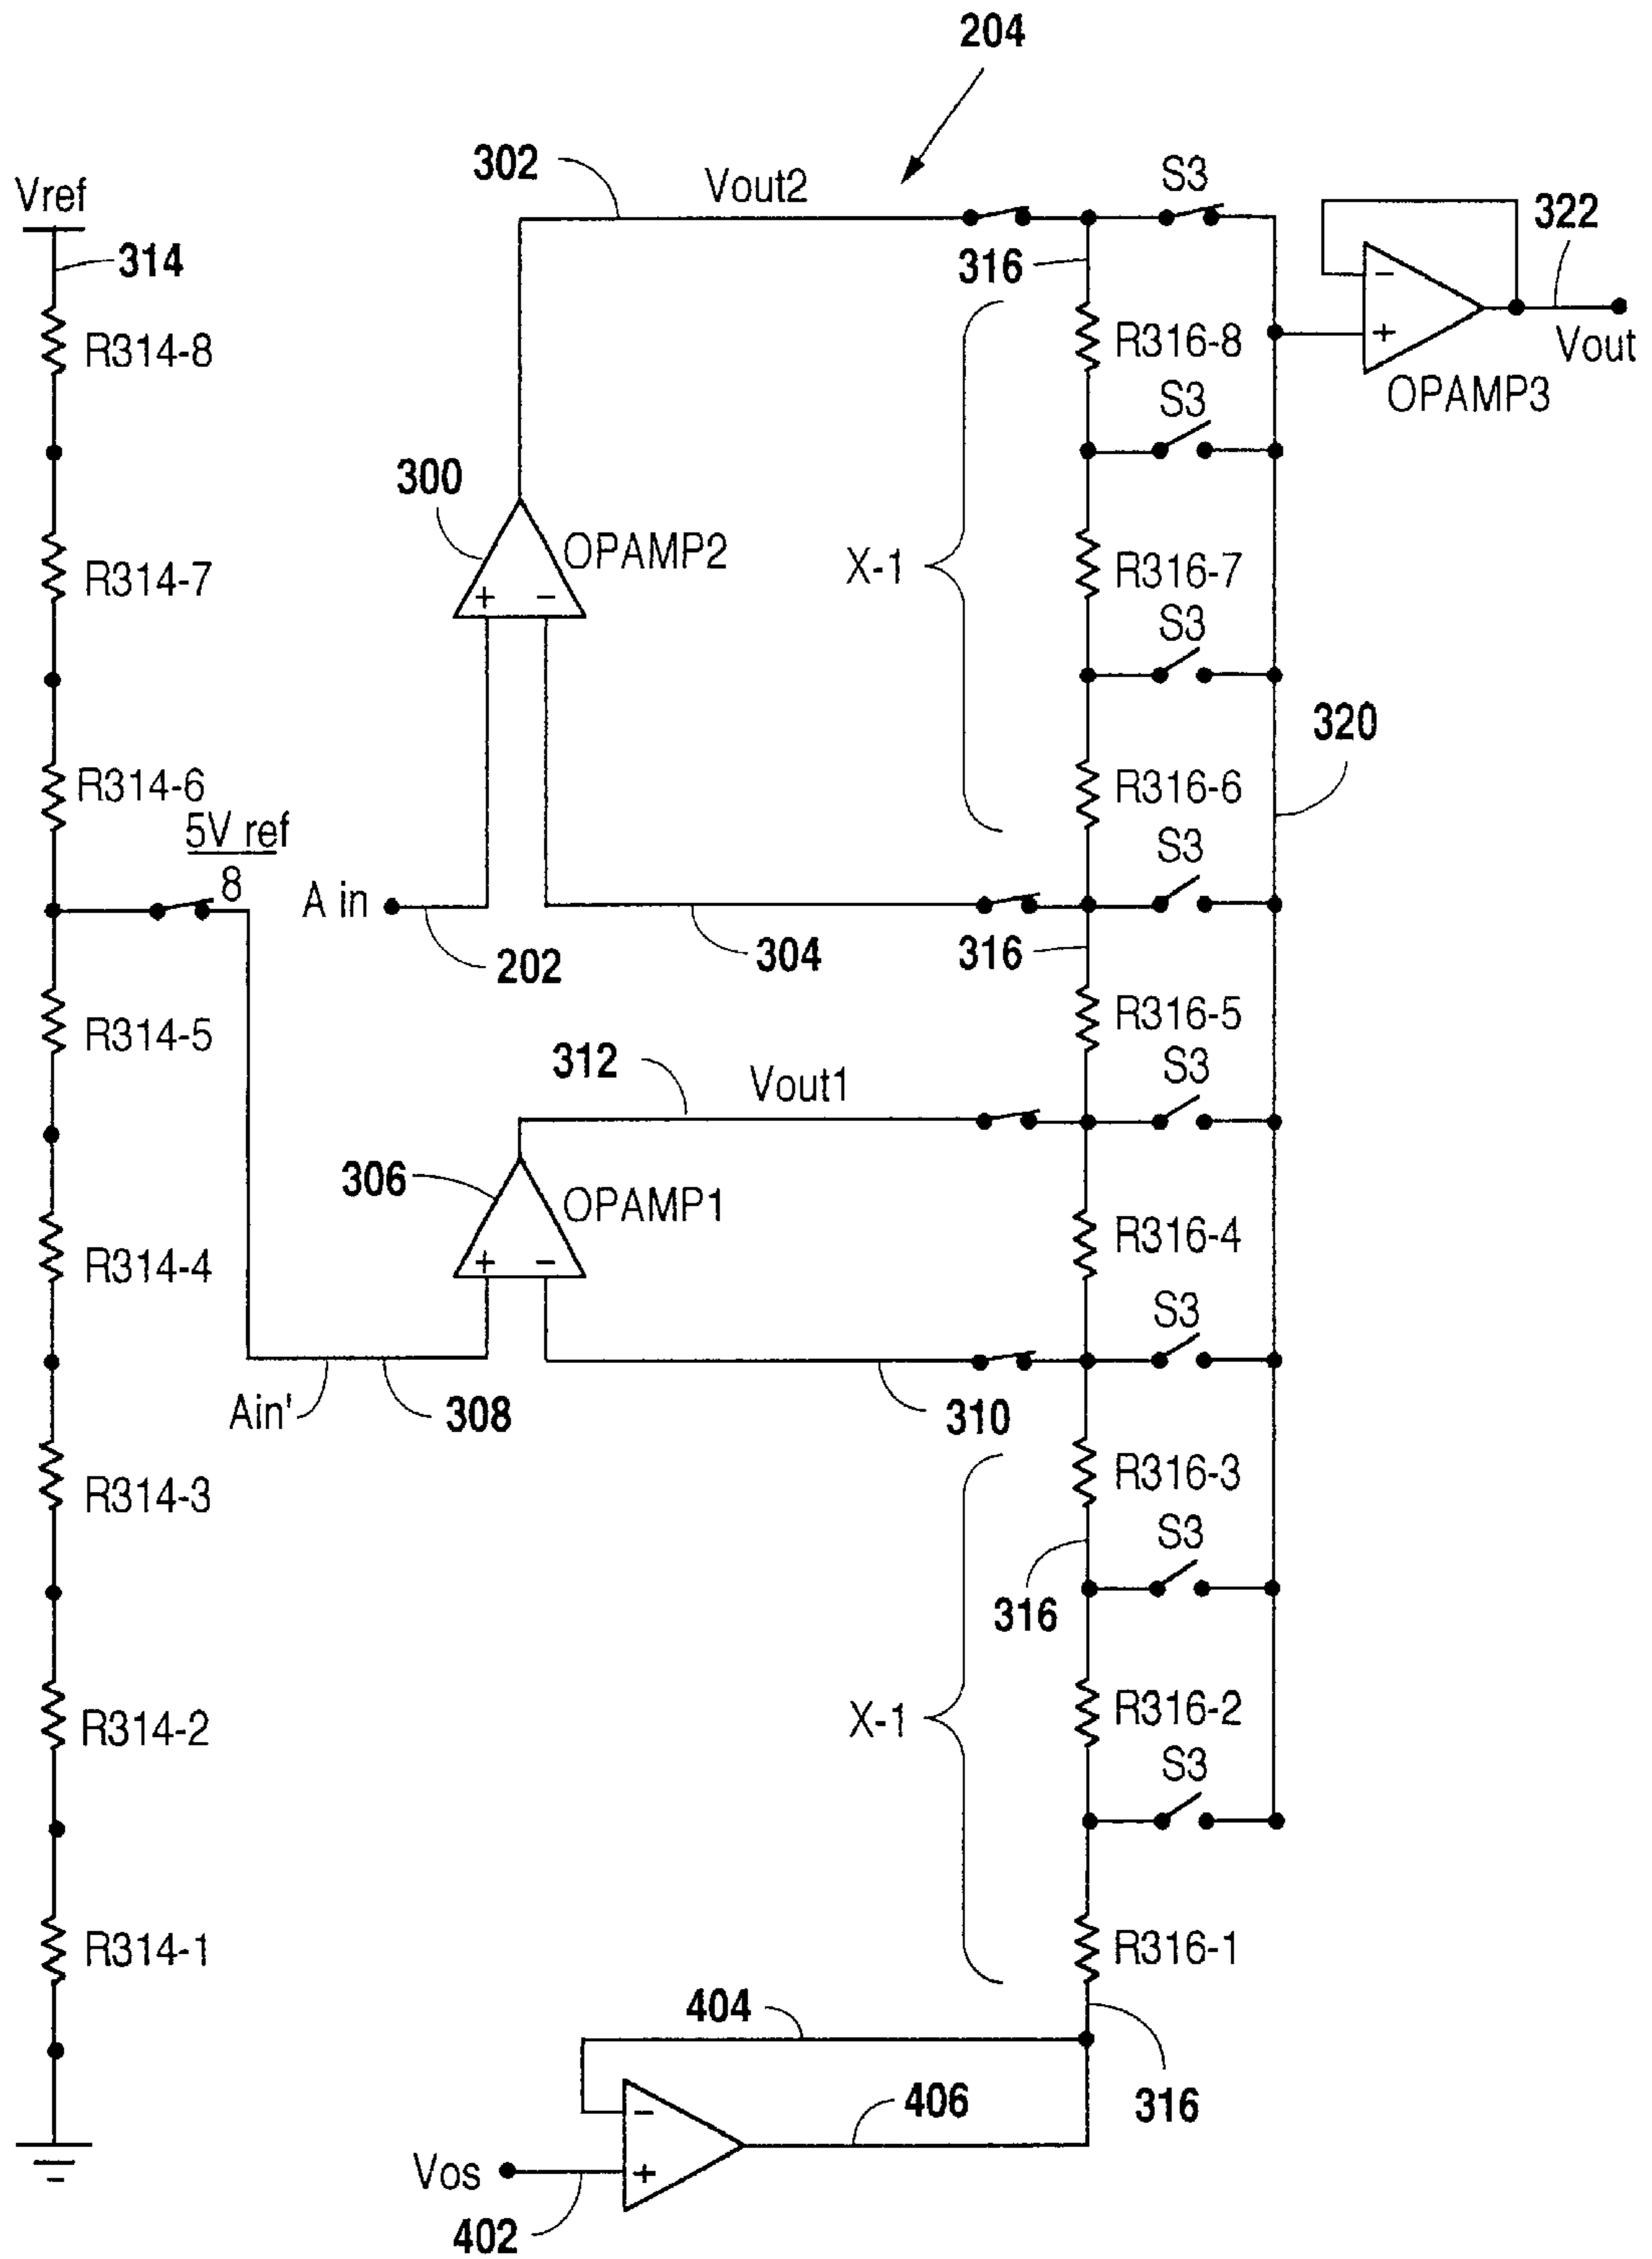 204
302
Vout2
S3
Vref
314
316
322
R314-8
R316-8
−
+
Vout
OPAMP3
S3
300
OPAMP2
+ −
X-1
R314-7
R316-7
S3
320
R314-6
R316-6
5V ref
8
S3
A in
202
304
316
R314-5
R316-5
312
Vout1
S3
306
OPAMP1
+ −
R314-4
R316-4
S3
Ain'
308
310
R314-3
R316-3
S3
316
X-1
R314-2
R316-2
S3
R314-1
R316-1
404
316
406
−
+
Vos
402